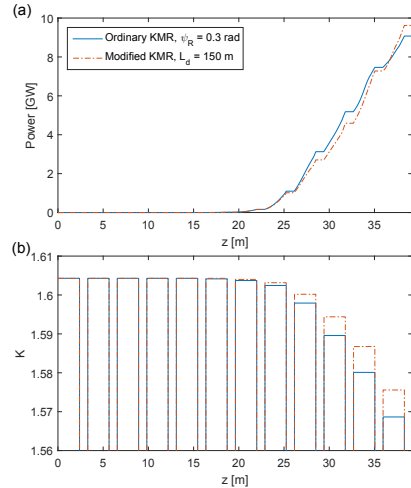 (a)
10
8
6
4
2
0
Power [GW]
Ordinary KMR, ψ_R = 0.3 rad
Modified KMR, L_d = 150 m
0 5 10 15 20 25 30 35
z [m]
(b)
1.61
1.6
1.59
1.58
1.57
1.56
K
0 5 10 15 20 25 30 35
z [m]